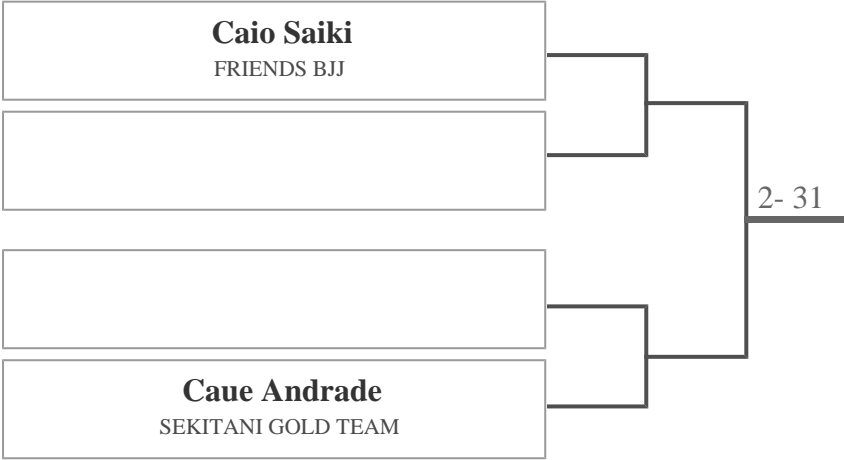 Caio Saiki
FRIENDS BJJ
2- 31
Caue Andrade
SEKITANI GOLD TEAM